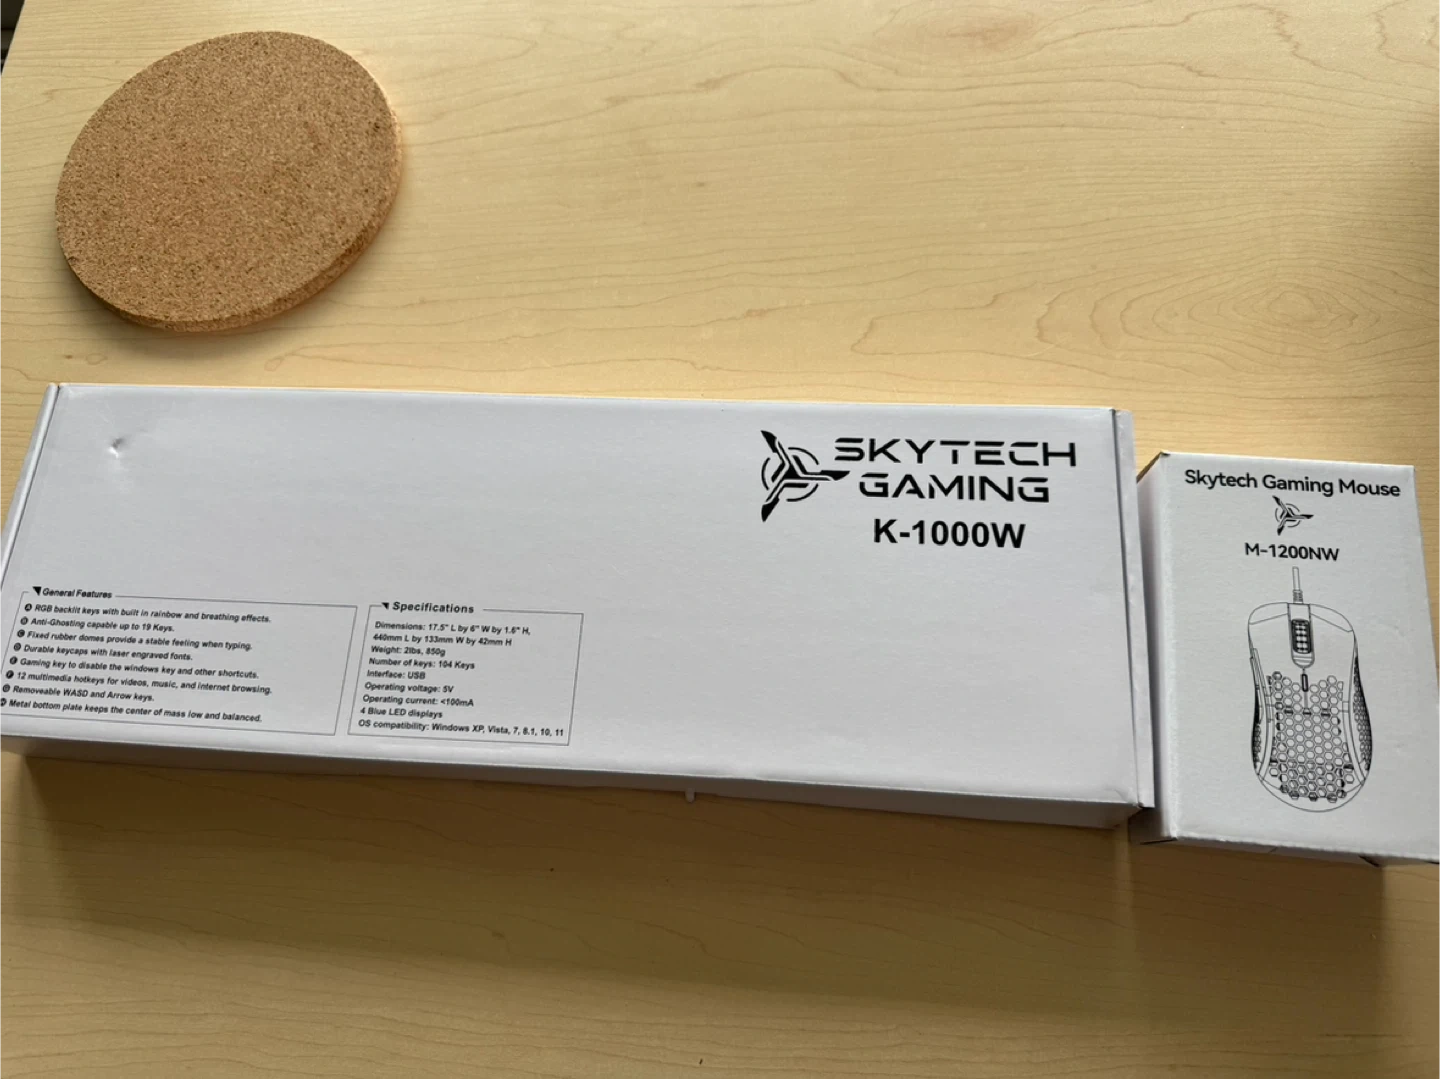 SKYTECH
GAMING
K-1000W
General Features
A RGB backlit keys with built in rainbow and breathing effects.
B Anti-Ghosting capable up to 19 Keys.
C Fixed rubber domes provide a stable feeling when typing.
D Durable keycaps with laser engraved fonts.
E Gaming key to disable the windows key and other shortcuts.
F 12 multimedia hotkeys for videos, music, and internet browsing.
G Removeable WASD and Arrow keys.
Metal bottom plate keeps the center of mass low and balanced.
Specifications
Dimensions: 17.5" L by 6" W by 1.6" H,
440mm L by 133mm W by 42mm H
Weight: 2lbs, 850g
Number of keys: 104 Keys
Interface: USB
Operating voltage: 5V
Operating current: <100mA
4 Blue LED displays
OS compatibility: Windows XP, Vista, 7, 8.1, 10, 11
Skytech Gaming Mouse
M-1200NW